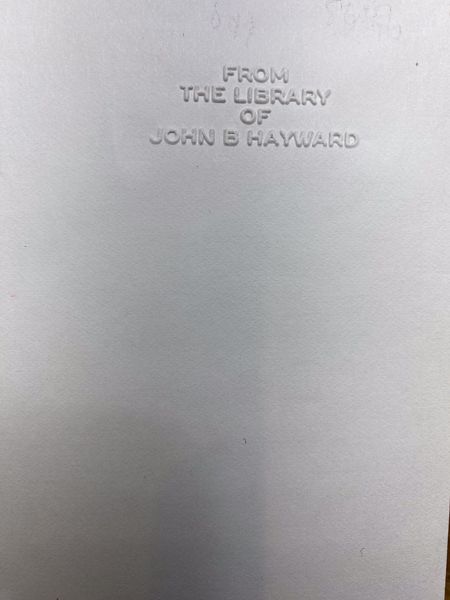 FROM
THE LIBRARY
OF
JOHN B HAYWARD